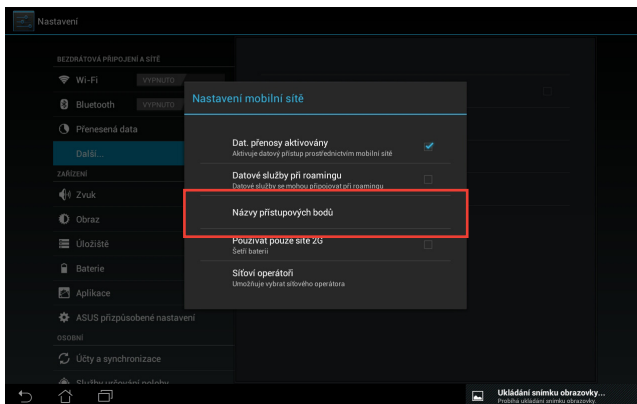 Nastavení
BEZDRÁTOVÁ PŘIPOJENÍ A SÍTĚ
Wi-Fi
VYPNUTO
Bluetooth
VYPNUTO
Přenesená data
Další...
ZAŘÍZENÍ
Zvuk
Obraz
Úložiště
Baterie
Aplikace
ASUS přizpůsobené nastavení
OSOBNÍ
Účty a synchronizace
Služby určování polohy
Nastavení mobilní sítě
Dat. přenosy aktivovány
Aktivuje datový přístup prostřednictvím mobilní sítě
Datové služby při roamingu
Datové služby se mohou připojovat při roamingu
Názvy přístupových bodů
Používat pouze sítě 2G
Šetří baterii
Síťoví operátoři
Umožňuje vybrat síťového operátora
Ukládání snímku obrazovky...
Probíhá ukládání snímku obrazovky.